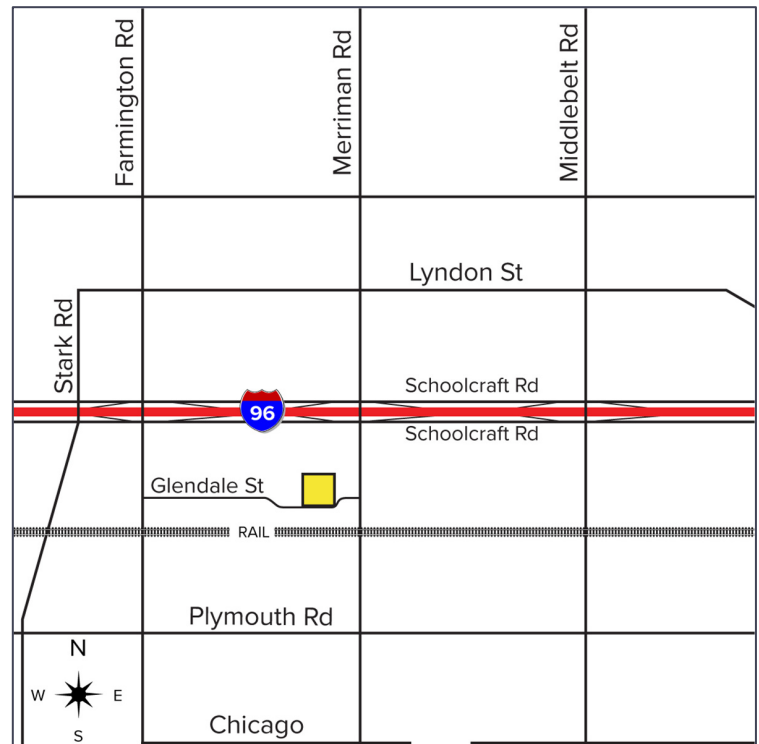 Farmington Rd
Merriman Rd
Middlebelt Rd
Lyndon St
Stark Rd
Schoolcraft Rd
96
Schoolcraft Rd
Glendale St
RAIL
Plymouth Rd
N
W E
S
Chicago